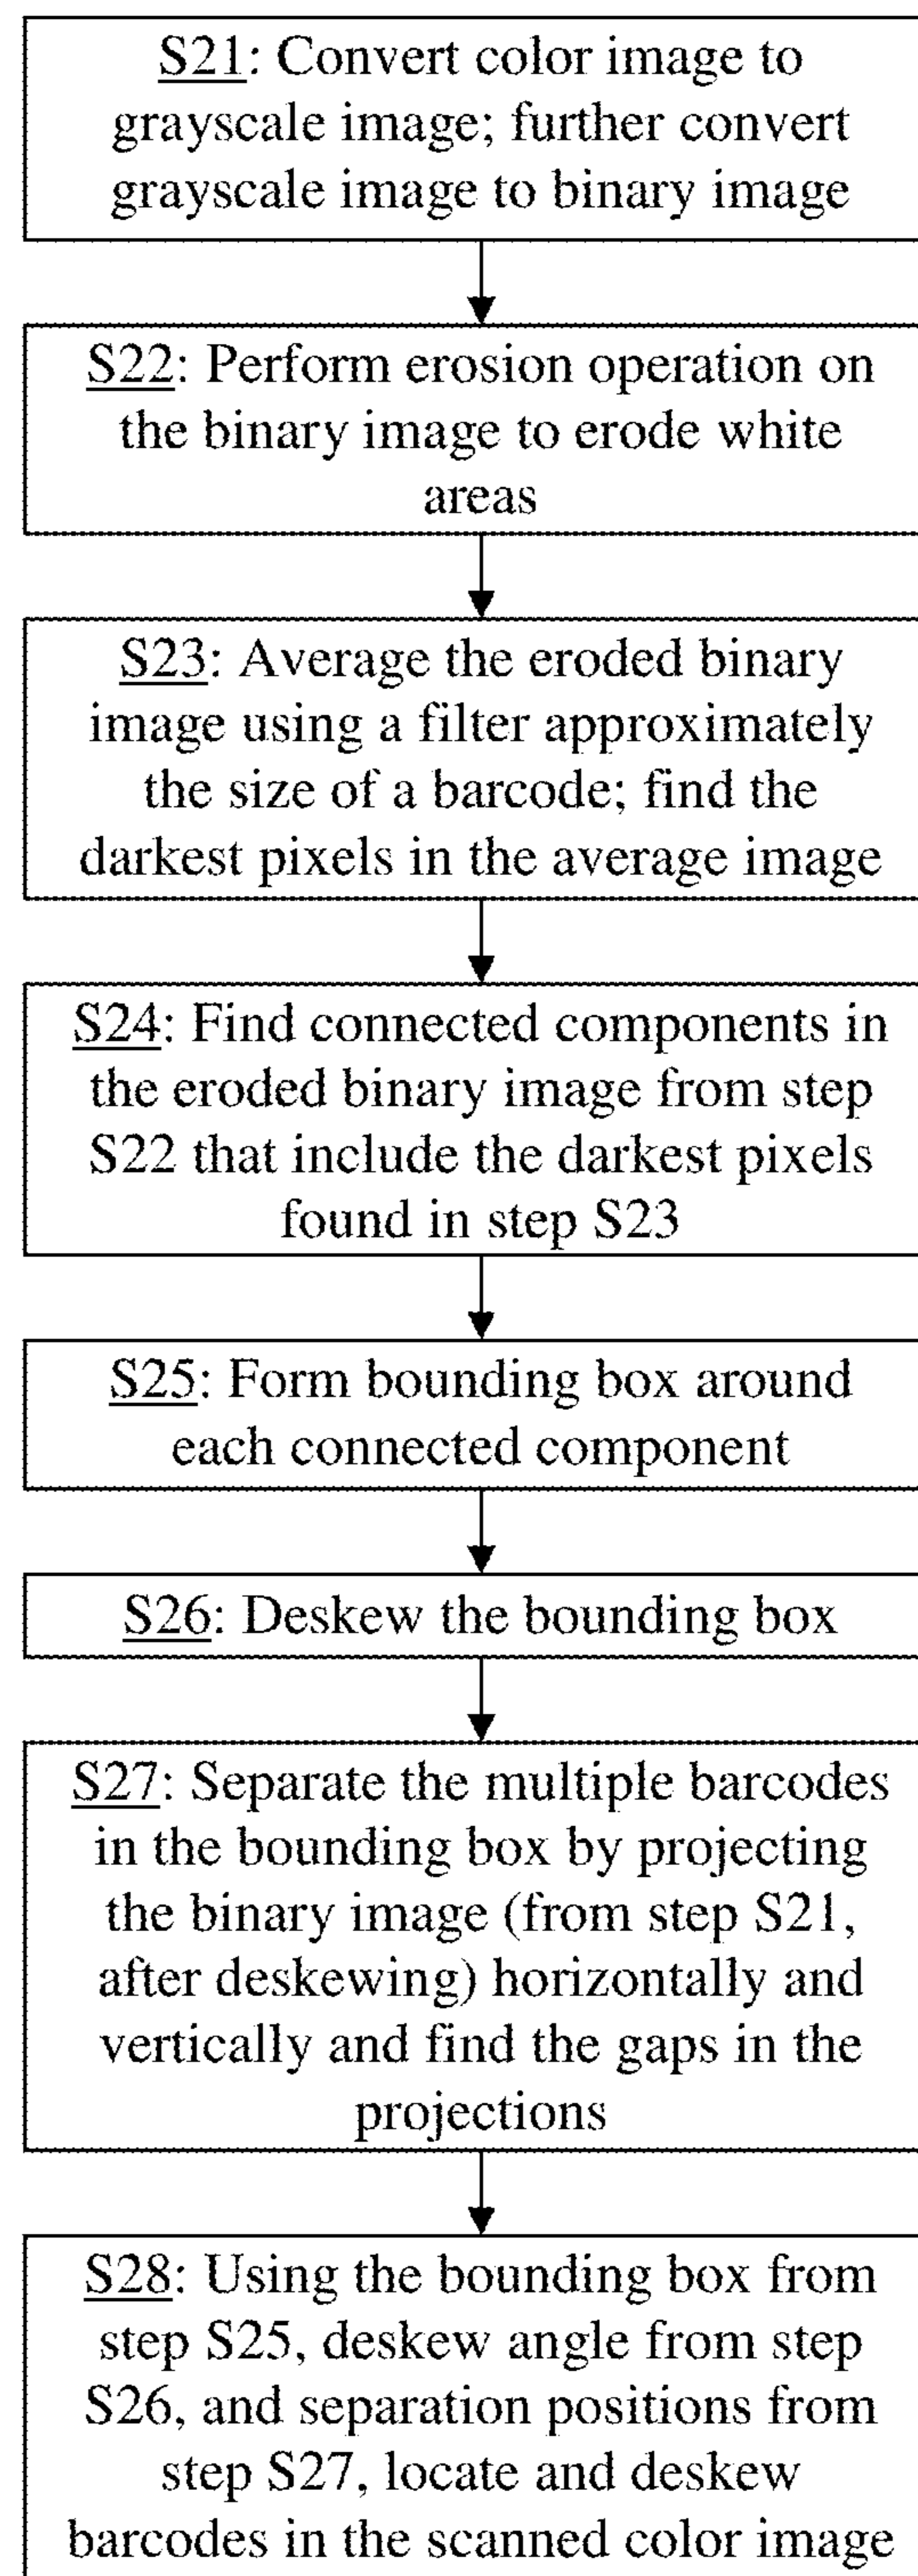 S21: Convert color image to
grayscale image; further convert
grayscale image to binary image
S22: Perform erosion operation on
the binary image to erode white
areas
S23: Average the eroded binary
image using a filter approximately
the size of a barcode; find the
darkest pixels in the average image
S24: Find connected components in
the eroded binary image from step
S22 that include the darkest pixels
found in step S23
S25: Form bounding box around
each connected component
S26: Deskew the bounding box
S27: Separate the multiple barcodes
in the bounding box by projecting
the binary image (from step S21,
after deskewing) horizontally and
vertically and find the gaps in the
projections
S28: Using the bounding box from
step S25, deskew angle from step
S26, and separation positions from
step S27, locate and deskew
barcodes in the scanned color image